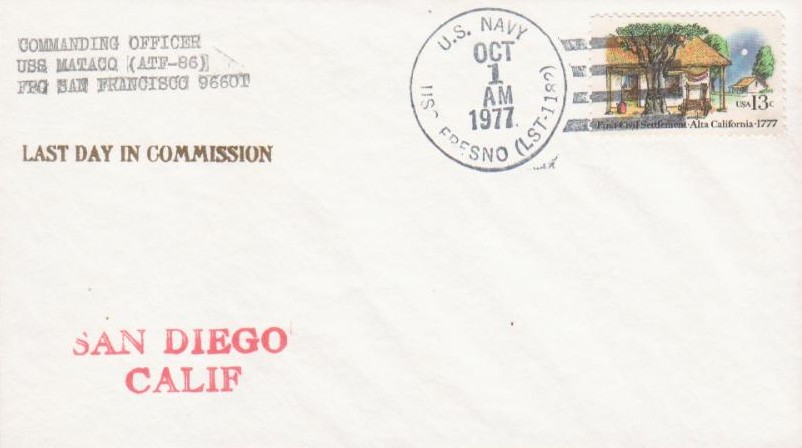 COMMANDING OFFICER
USS MATACO (ATF-86)
FPO SAN FRANCISCO 96601
LAST DAY IN COMMISSION
U.S. NAVY
OCT
1
AM
1977
USS FRESNO (LST-1182)
USA 13c
First Civil Settlement·Alta California·1777
SAN DIEGO
CALIF